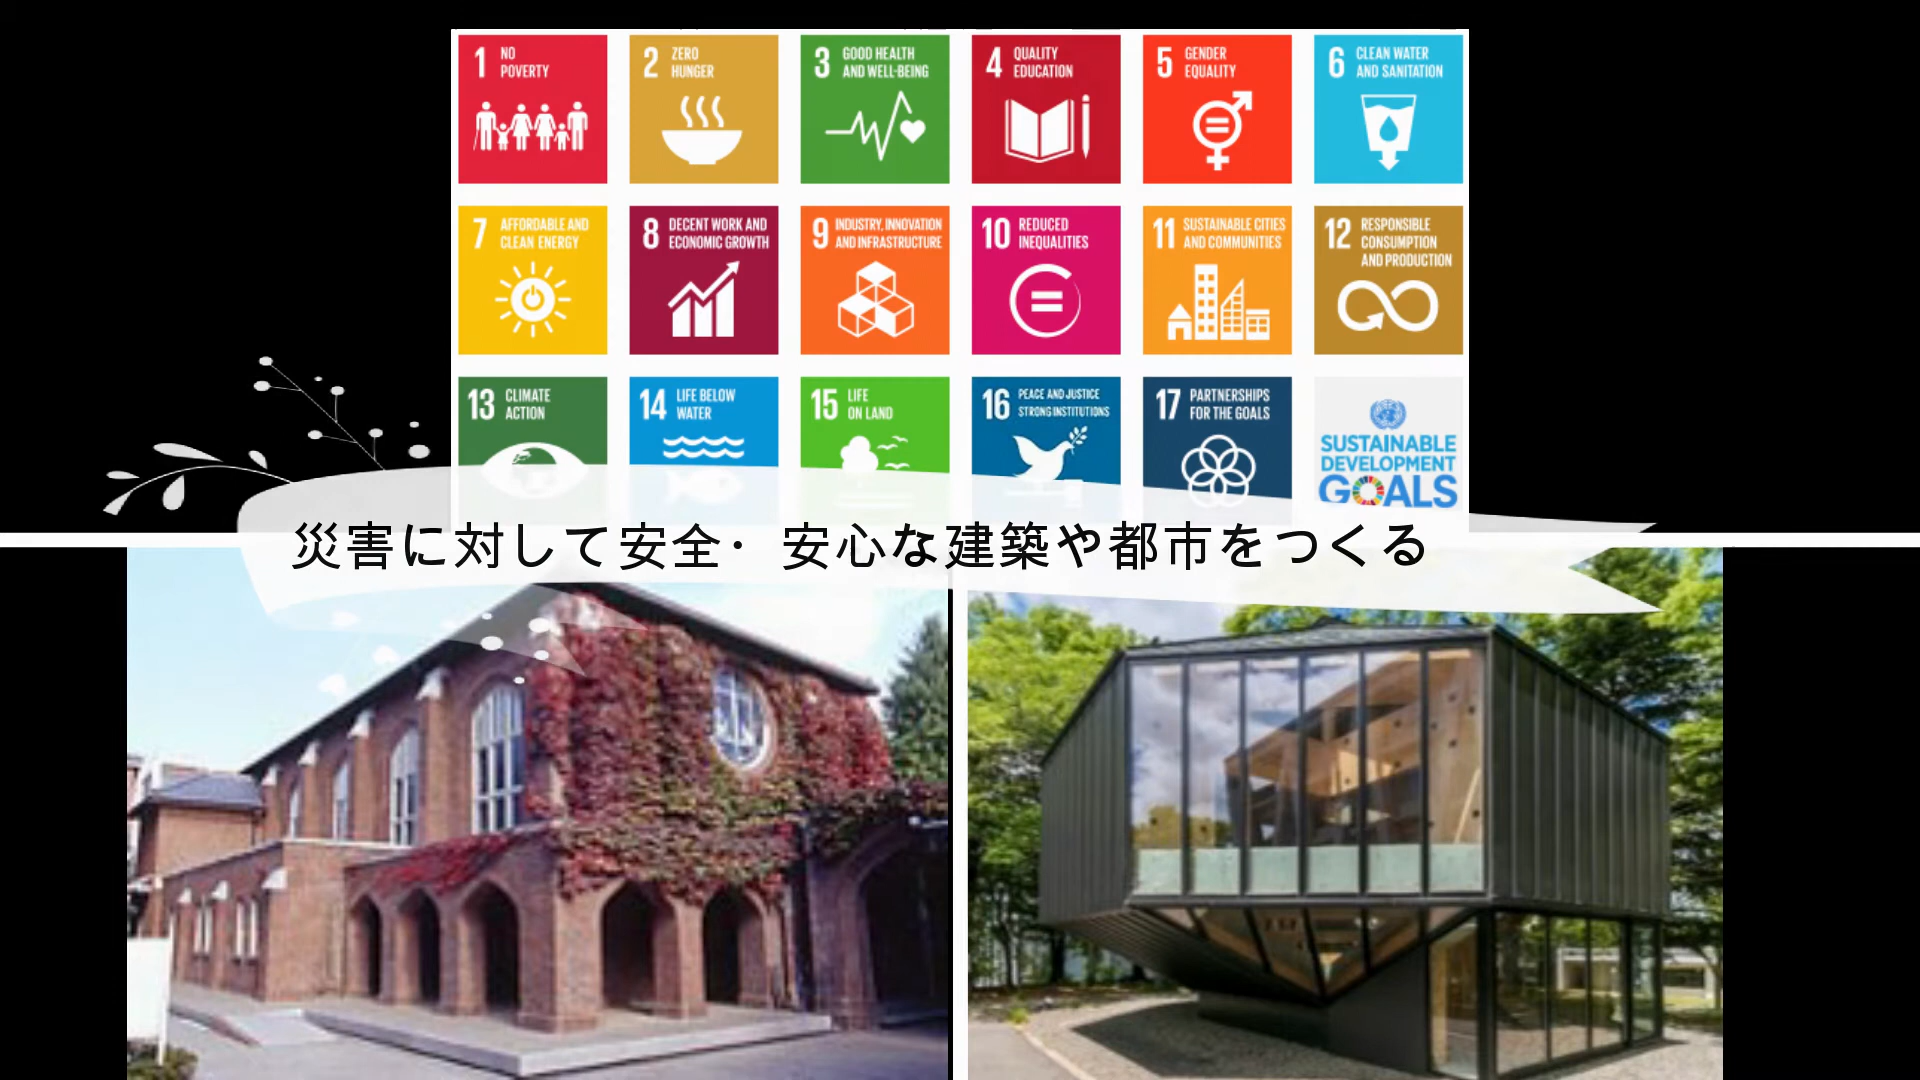 1 NO
POVERTY
2 ZERO
HUNGER
3 GOOD HEALTH
AND WELL-BEING
4 QUALITY
EDUCATION
5 GENDER
EQUALITY
6 CLEAN WATER
AND SANITATION
7 AFFORDABLE AND
CLEAN ENERGY
8 DECENT WORK AND
ECONOMIC GROWTH
9 INDUSTRY, INNOVATION
AND INFRASTRUCTURE
10 REDUCED
INEQUALITIES
11 SUSTAINABLE CITIES
AND COMMUNITIES
12 RESPONSIBLE
CONSUMPTION
AND PRODUCTION
13 CLIMATE
ACTION
14 LIFE BELOW
WATER
15 LIFE
ON LAND
16 PEACE AND JUSTICE
STRONG INSTITUTIONS
17 PARTNERSHIPS
FOR THE GOALS
SUSTAINABLE
DEVELOPMENT
GOALS
災害に対して安全・安心な建築や都市をつくる